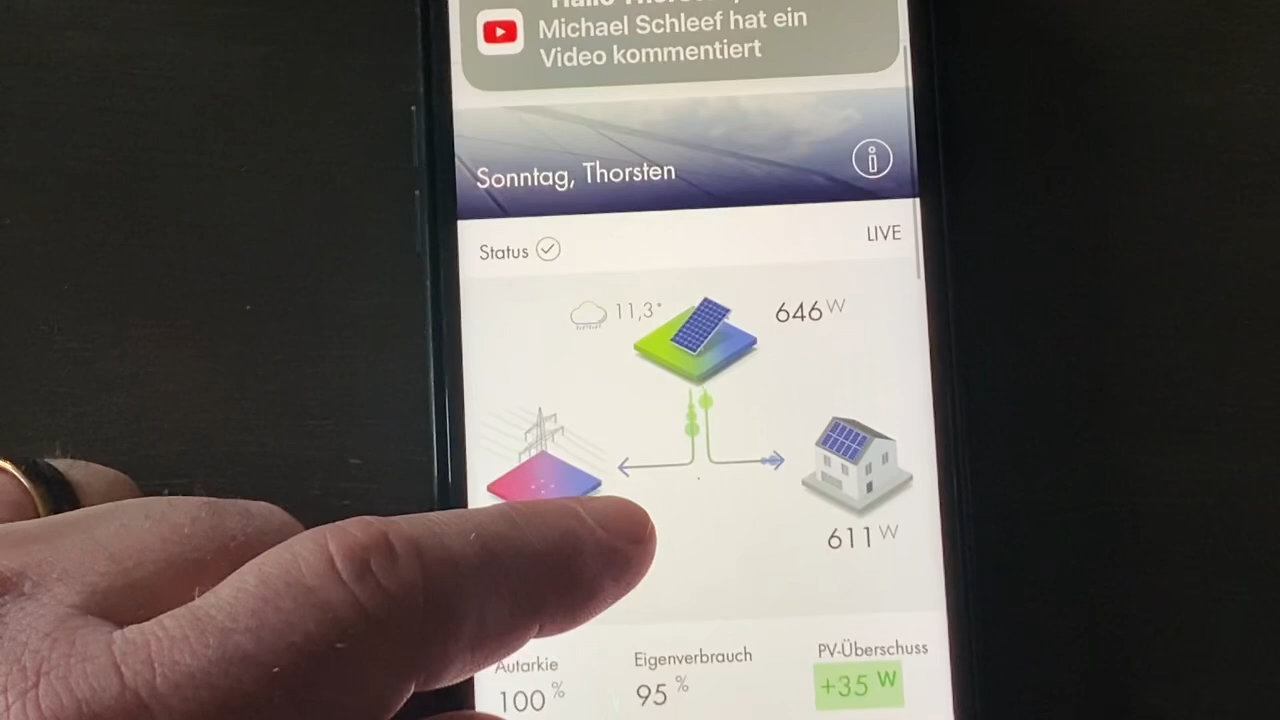 Michael Schleef hat ein
Video kommentiert
Sonntag, Thorsten
Status
LIVE
11,3°
646 W
611 W
Autarkie
100 %
Eigenverbrauch
95 %
PV-Überschuss
+35 W